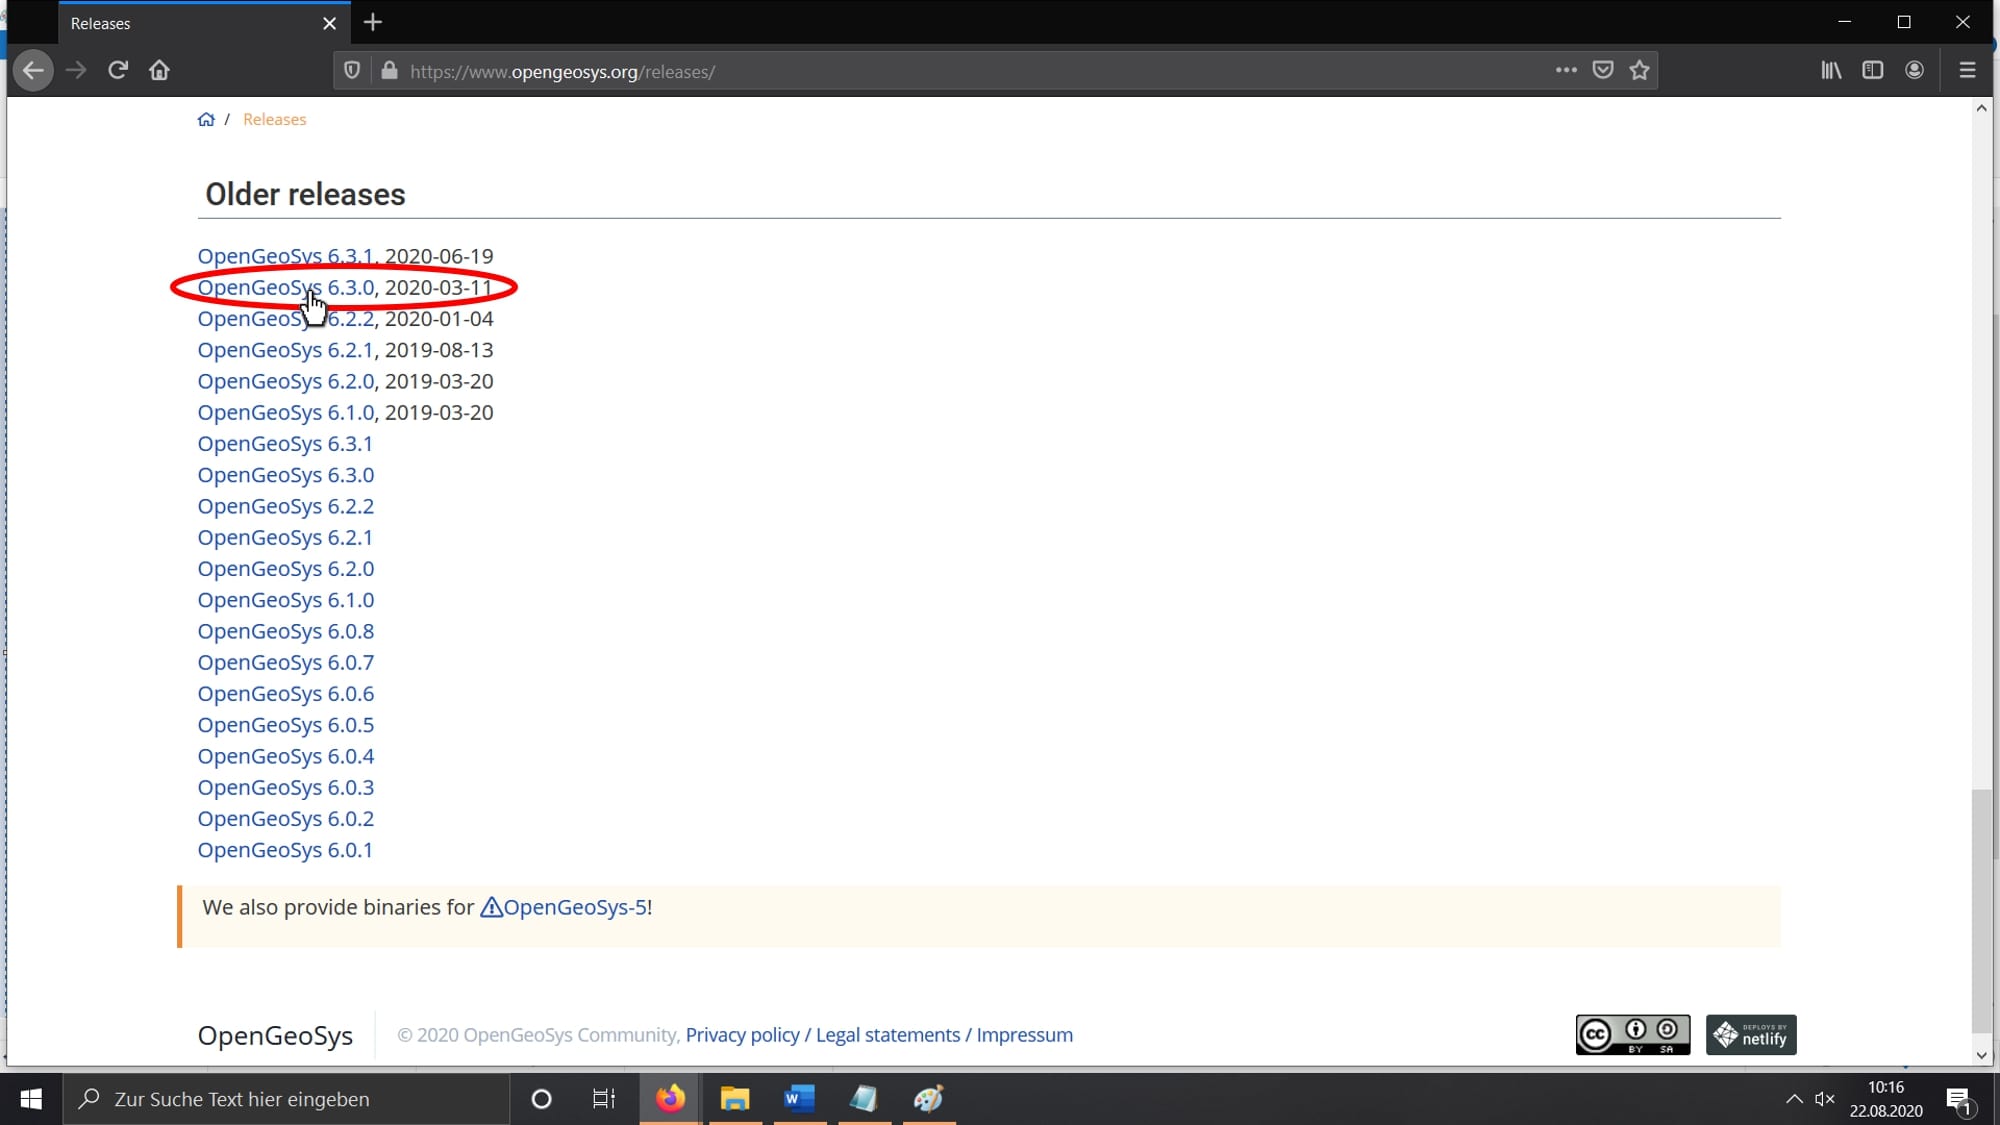 Releases
https://www.opengeosys.org/releases/
/ Releases
Older releases
OpenGeoSys 6.3.1, 2020-06-19
OpenGeoSys 6.3.0, 2020-03-11
OpenGeoSys 6.2.2, 2020-01-04
OpenGeoSys 6.2.1, 2019-08-13
OpenGeoSys 6.2.0, 2019-03-20
OpenGeoSys 6.1.0, 2019-03-20
OpenGeoSys 6.3.1
OpenGeoSys 6.3.0
OpenGeoSys 6.2.2
OpenGeoSys 6.2.1
OpenGeoSys 6.2.0
OpenGeoSys 6.1.0
OpenGeoSys 6.0.8
OpenGeoSys 6.0.7
OpenGeoSys 6.0.6
OpenGeoSys 6.0.5
OpenGeoSys 6.0.4
OpenGeoSys 6.0.3
OpenGeoSys 6.0.2
OpenGeoSys 6.0.1
We also provide binaries for OpenGeoSys-5!
OpenGeoSys © 2020 OpenGeoSys Community, Privacy policy / Legal statements / Impressum
cc BY SA
DEPLOYS BY
netlify
Zur Suche Text hier eingeben
W
10:16
22.08.2020
1